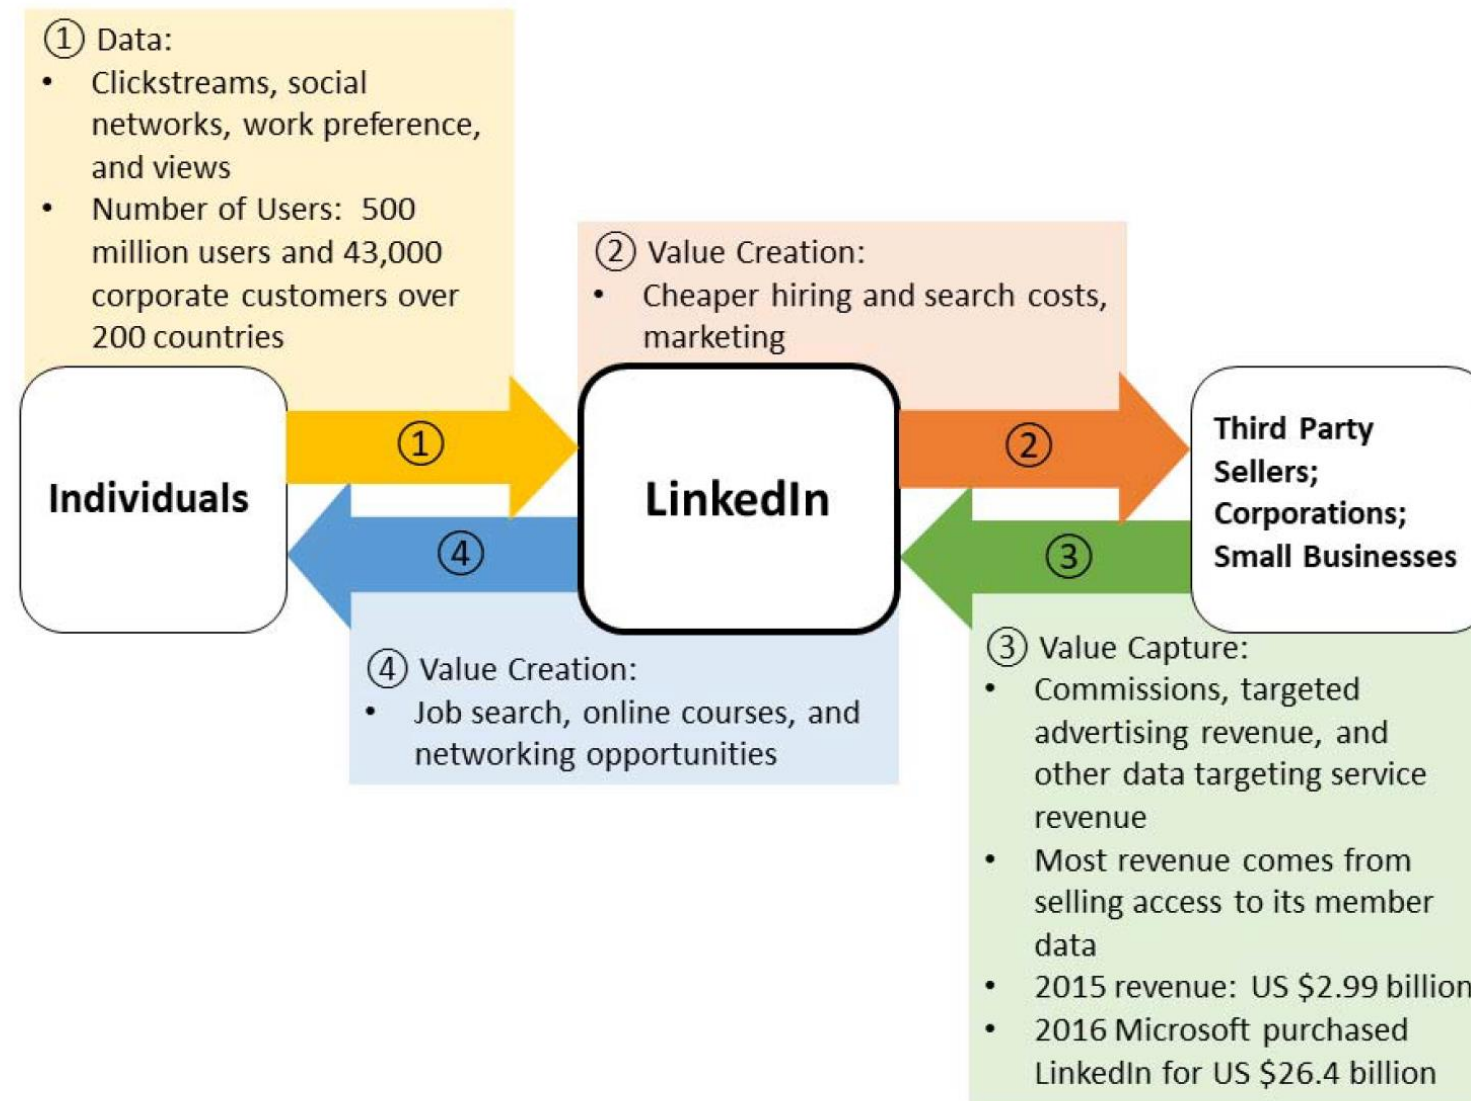 ① Data:
• Clickstreams, social
networks, work preference,
and views
• Number of Users: 500
million users and 43,000
corporate customers over
200 countries
② Value Creation:
• Cheaper hiring and search costs,
marketing
Individuals
①
LinkedIn
②
Third Party
Sellers;
Corporations;
Small Businesses
④
③
④ Value Creation:
• Job search, online courses, and
networking opportunities
③ Value Capture:
• Commissions, targeted
advertising revenue, and
other data targeting service
revenue
• Most revenue comes from
selling access to its member
data
• 2015 revenue: US $2.99 billion
• 2016 Microsoft purchased
LinkedIn for US $26.4 billion